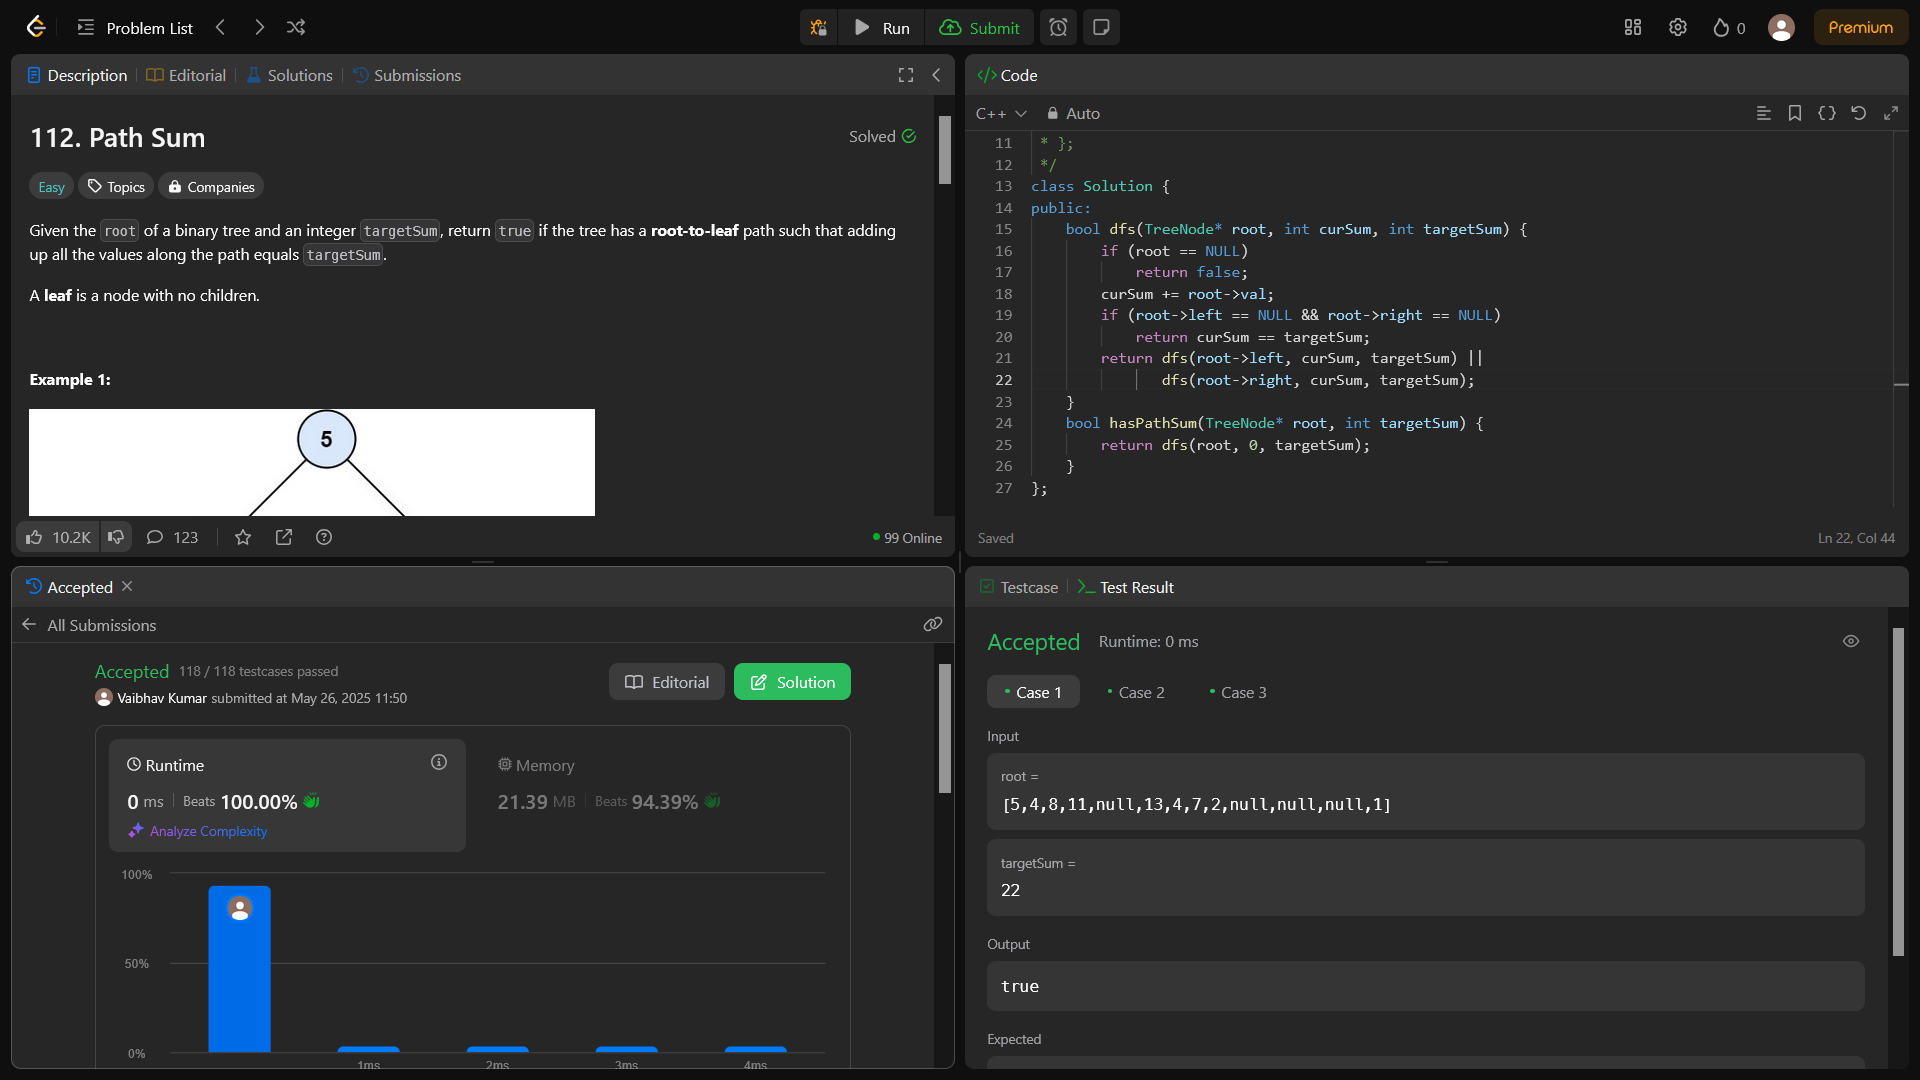 Problem List
Run
Submit
0
Premium
Description
Editorial
Solutions
Submissions
112. Path Sum
Solved
Easy
Topics
Companies
Given the root of a binary tree and an integer targetSum, return true if the tree has a root-to-leaf path such that adding
up all the values along the path equals targetSum.
A leaf is a node with no children.
Example 1:
5
10.2K
123
99 Online
Code
C++
Auto
11 * };
12 */
13 class Solution {
14 public:
15 bool dfs(TreeNode* root, int curSum, int targetSum) {
16 if (root == NULL)
17 return false;
18 curSum += root->val;
19 if (root->left == NULL && root->right == NULL)
20 return curSum == targetSum;
21 return dfs(root->left, curSum, targetSum) ||
22 dfs(root->right, curSum, targetSum);
23 }
24 bool hasPathSum(TreeNode* root, int targetSum) {
25 return dfs(root, 0, targetSum);
26 }
27 };
Saved
Ln 22, Col 44
Accepted
All Submissions
Accepted 118 / 118 testcases passed
Vaibhav Kumar submitted at May 26, 2025 11:50
Editorial
Solution
Runtime
0 ms Beats 100.00%
Analyze Complexity
Memory
21.39 MB Beats 94.39%
100%
50%
0%
1ms
2ms
3ms
4ms
Testcase
Test Result
Accepted Runtime: 0 ms
Case 1
Case 2
Case 3
Input
root =
[5,4,8,11,null,13,4,7,2,null,null,null,1]
targetSum =
22
Output
true
Expected